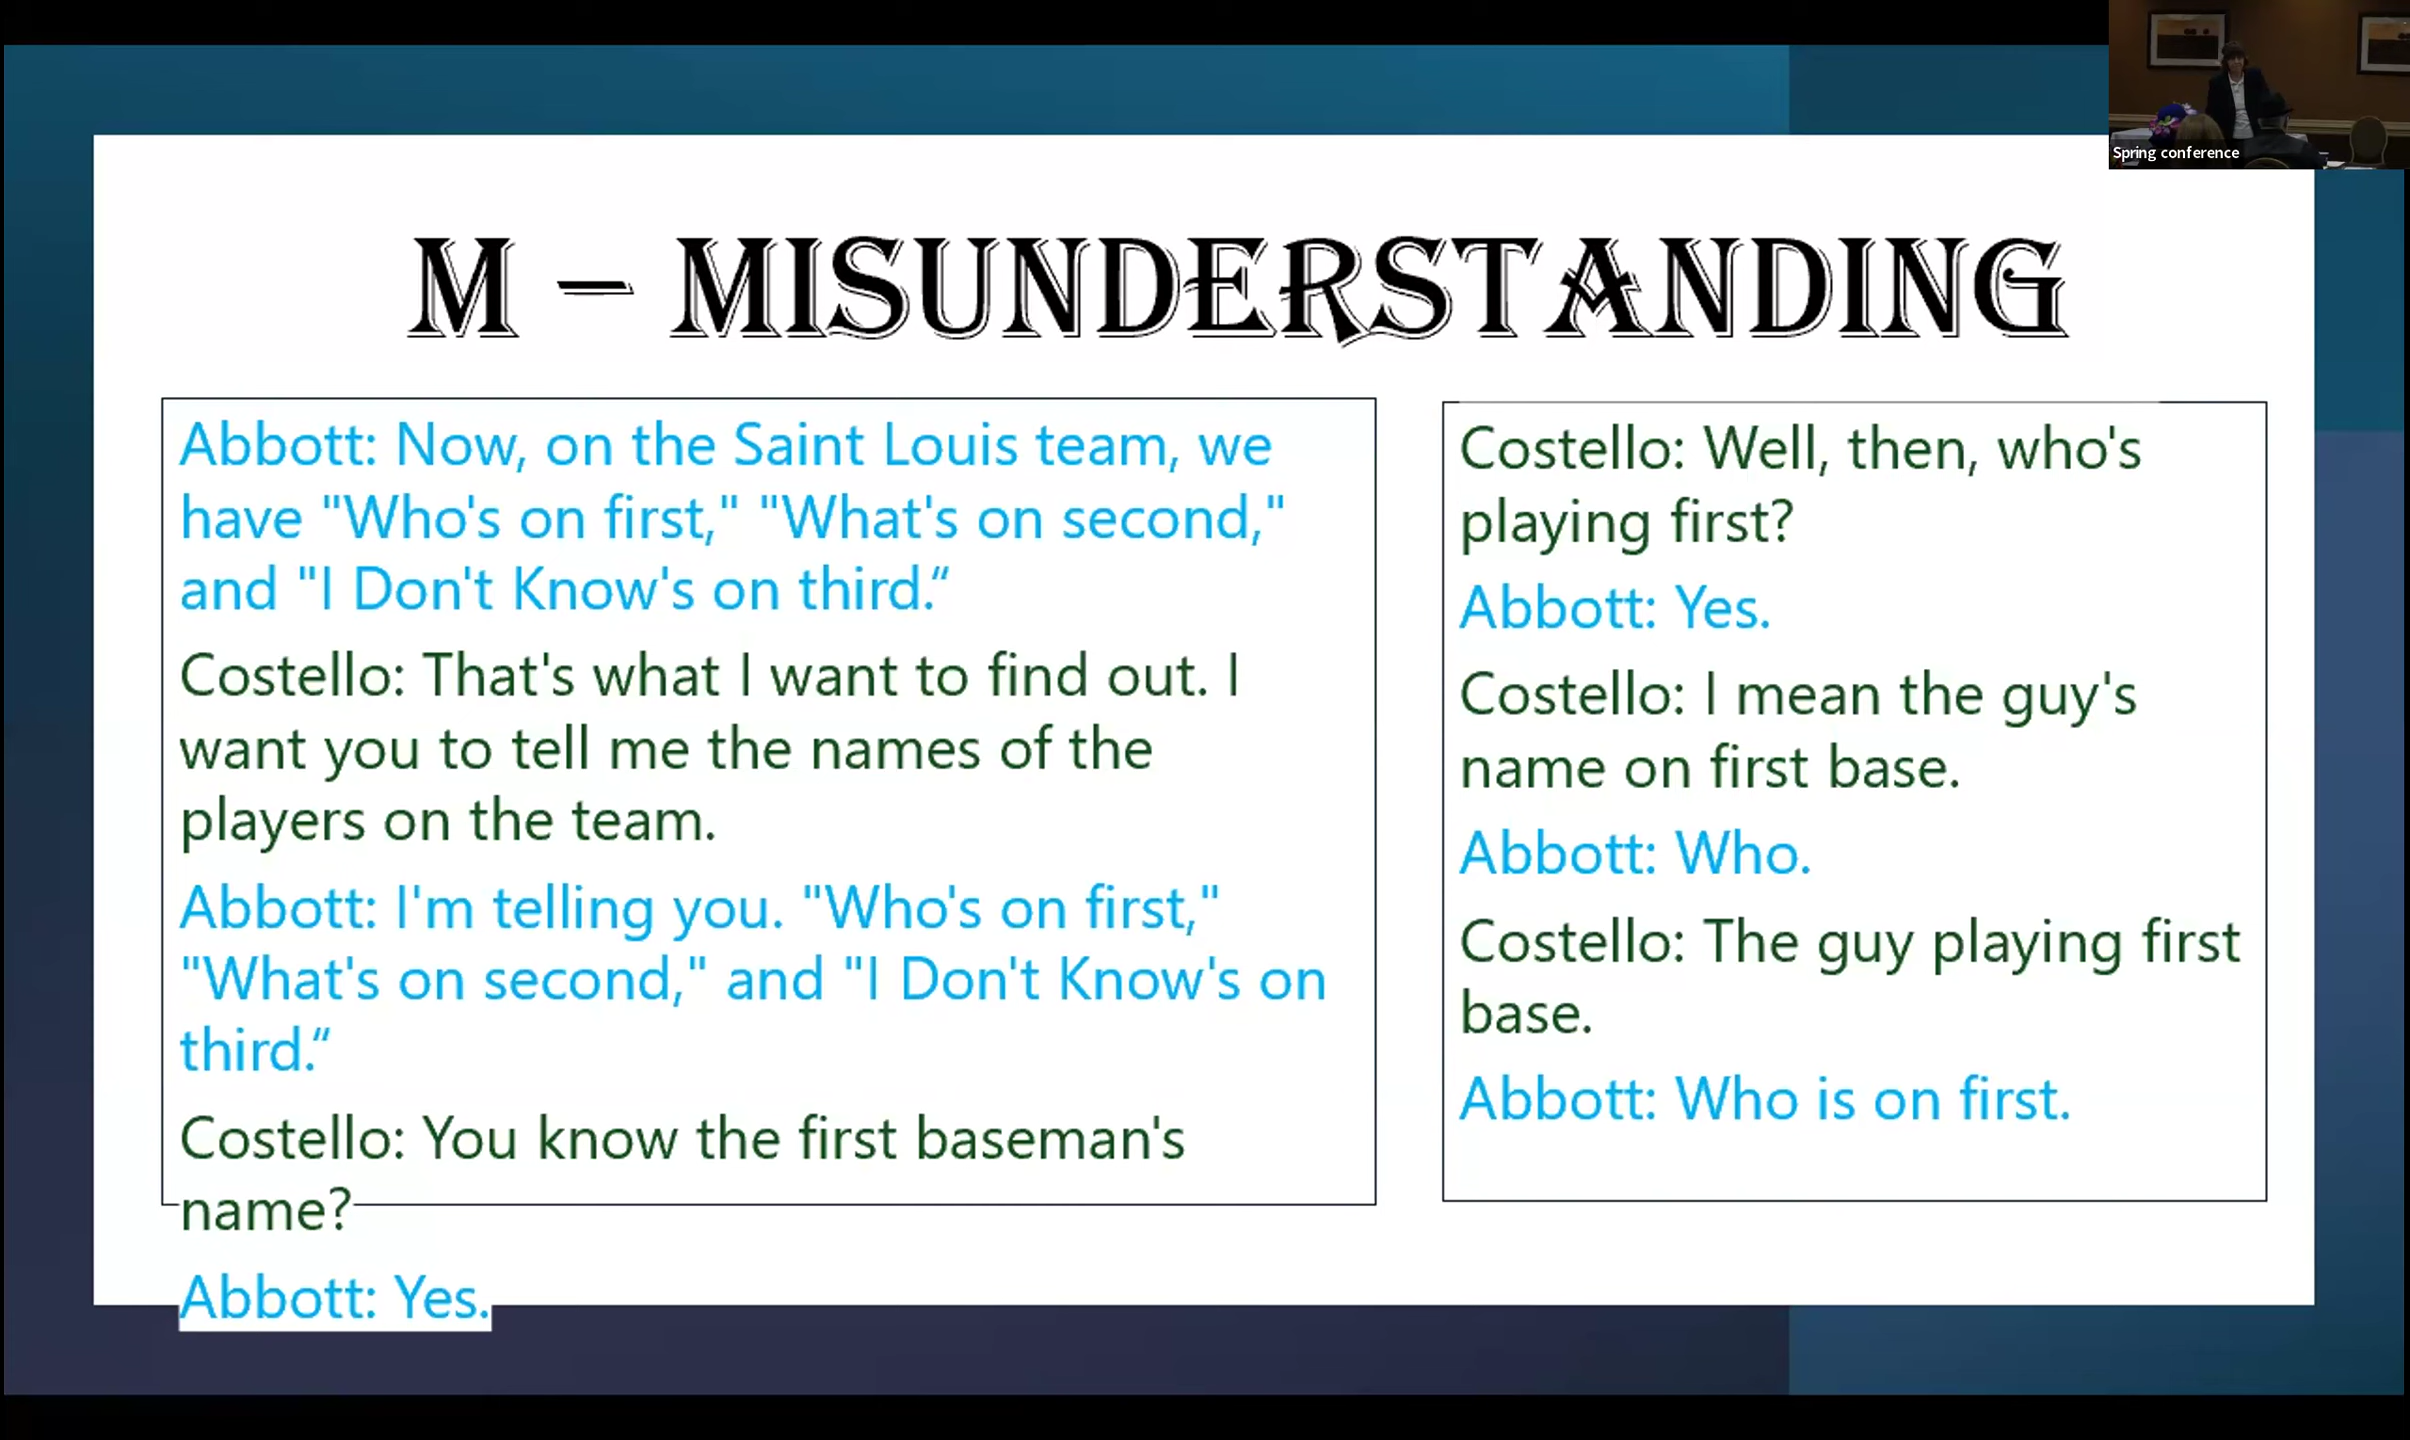 M – MISUNDERSTANDING
Abbott: Now, on the Saint Louis team, we
have "Who's on first," "What's on second,"
and "I Don't Know's on third.“
Costello: That's what I want to find out. I
want you to tell me the names of the
players on the team.
Abbott: I'm telling you. "Who's on first,"
"What's on second," and "I Don't Know's on
third.“
Costello: You know the first baseman's
name?
Abbott: Yes.
Costello: Well, then, who's
playing first?
Abbott: Yes.
Costello: I mean the guy's
name on first base.
Abbott: Who.
Costello: The guy playing first
base.
Abbott: Who is on first.
Spring conference